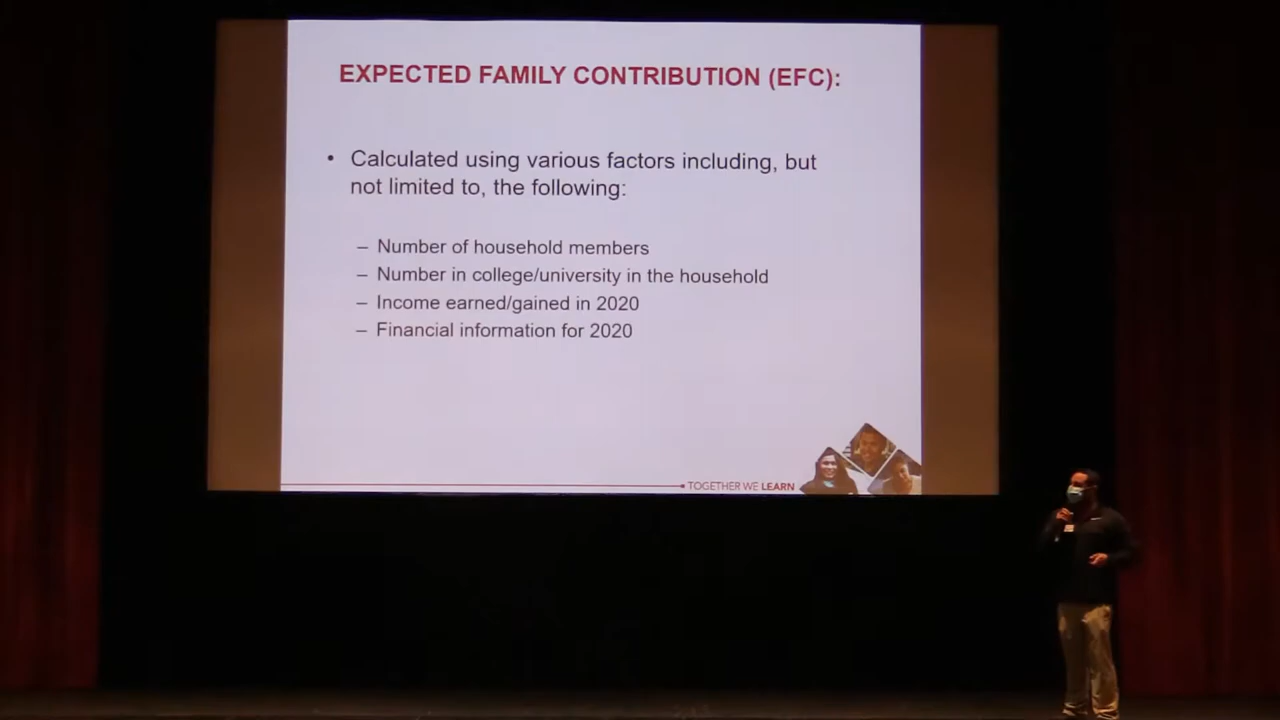 EXPECTED FAMILY CONTRIBUTION (EFC):
• Calculated using various factors including, but
not limited to, the following:
– Number of household members
– Number in college/university in the household
– Income earned/gained in 2020
– Financial information for 2020
TOGETHER WE LEARN